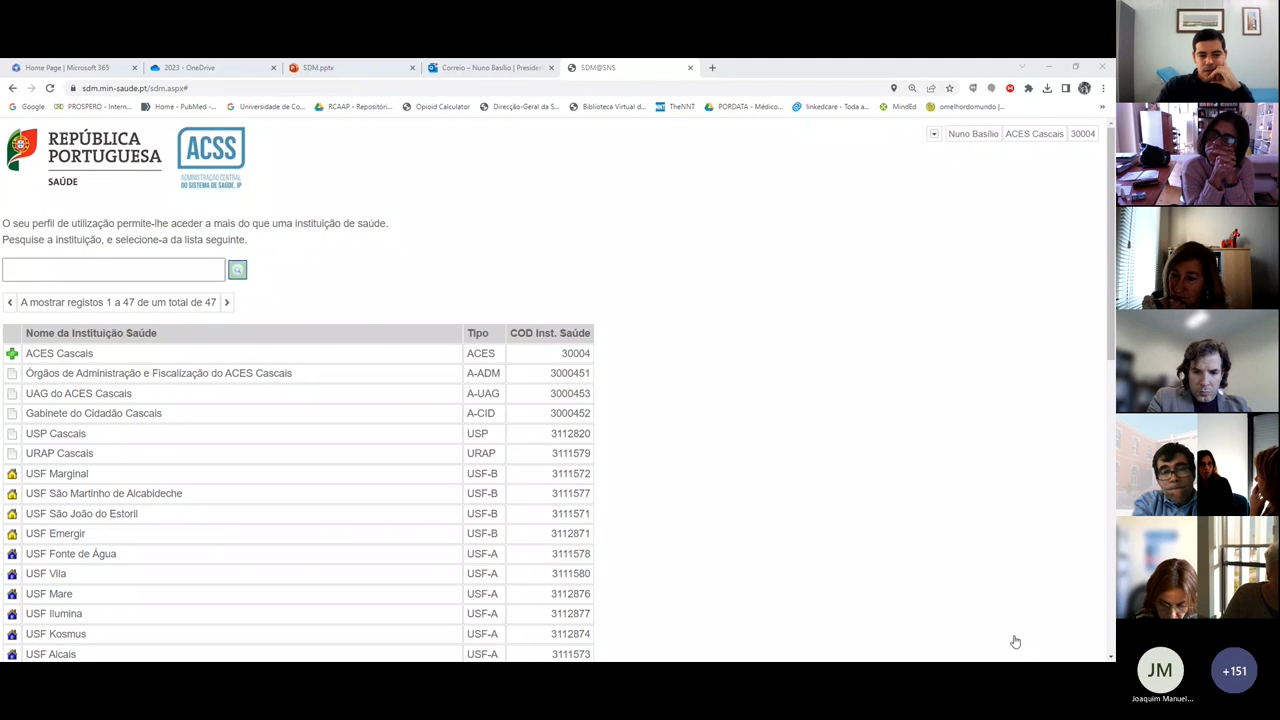 Home Page | Microsoft 365
2023 - OneDrive
SDM.pptx
Correio – Nuno Basílio | Presiden
SDM@SNS
sdm.min-saude.pt/sdm.aspx#
Google
PROSPERO - Intern...
Home - PubMed -...
Universidade de Co...
RCAAP - Repositóri...
Opioid Calculator
Direcção-Geral da S...
Biblioteca Virtual d...
TheNNT
PORDATA - Médico...
linkedcare - Toda a...
MindEd
omelhordomundo.j...
REPÚBLICA
PORTUGUESA
SAÚDE
ACSS
ADMINISTRAÇÃO CENTRAL
DO SISTEMA DE SAÚDE, IP
Nuno Basílio ACES Cascais 30004
O seu perfil de utilização permite-lhe aceder a mais do que uma instituição de saúde.
Pesquise a instituição, e selecione-a da lista seguinte.
A mostrar registos 1 a 47 de um total de 47
Nome da Instituição Saúde Tipo COD Inst. Saúde
ACES Cascais ACES 30004
Órgãos de Administração e Fiscalização do ACES Cascais A-ADM 3000451
UAG do ACES Cascais A-UAG 3000453
Gabinete do Cidadão Cascais A-CID 3000452
USP Cascais USP 3112820
URAP Cascais URAP 3111579
USF Marginal USF-B 3111572
USF São Martinho de Alcabideche USF-B 3111577
USF São João do Estoril USF-B 3111571
USF Emergir USF-B 3112871
USF Fonte de Água USF-A 3111578
USF Vila USF-A 3111580
USF Mare USF-A 3112876
USF Ilumina USF-A 3112877
USF Kosmus USF-A 3112874
USF Alcais USF-A 3111573
JM
+151
Joaquim Manuel...